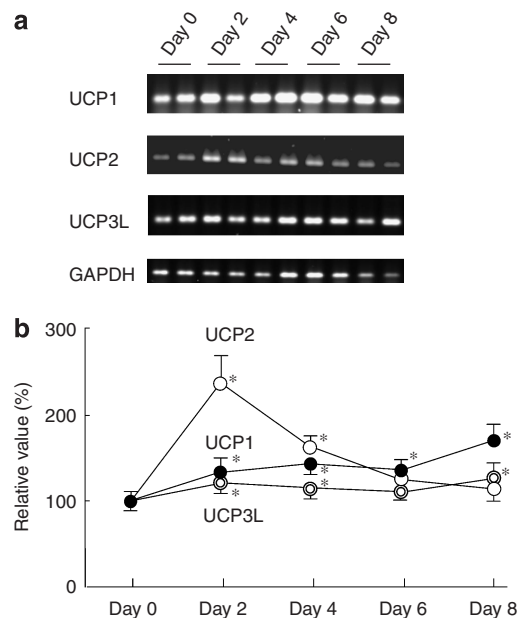 a
Day 0 Day 2 Day 4 Day 6 Day 8
UCP1
UCP2
UCP3L
GAPDH
b
300
200
100
0
Relative value (%)
UCP2
*
*
UCP1
*
*
*
*
*
*
*
UCP3L
Day 0 Day 2 Day 4 Day 6 Day 8